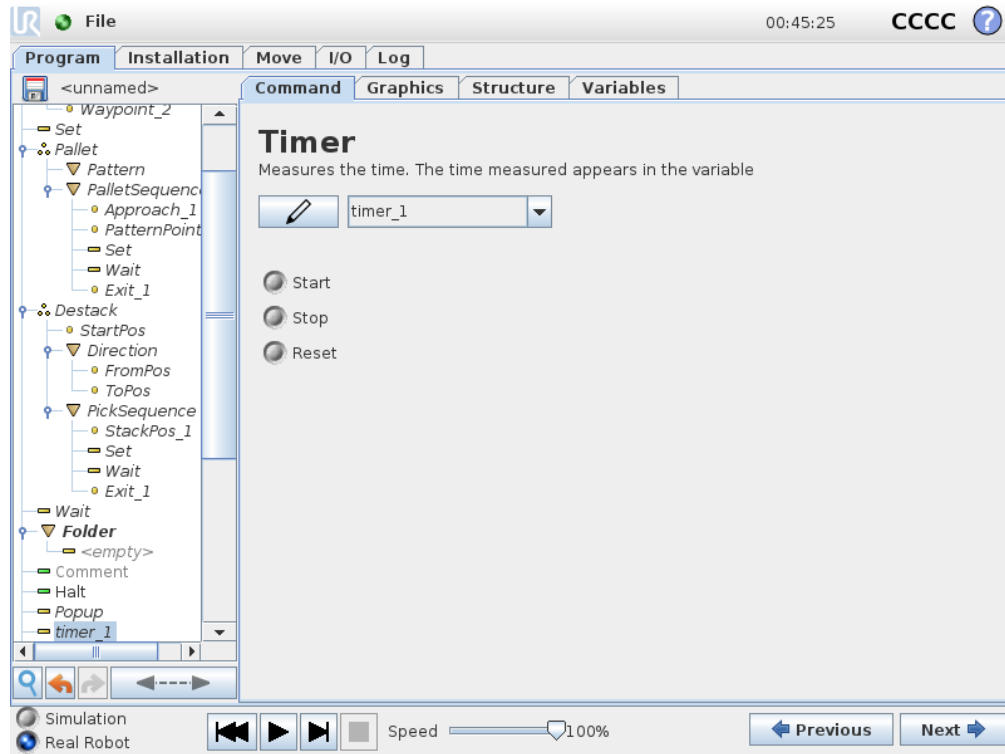 UR File 00:45:25 CCCC ?
Program Installation Move I/O Log
<unnamed> Command Graphics Structure Variables
Waypoint_2
Set
Pallet
Pattern
PalletSequenc
Approach_1
PatternPoint
Set
Wait
Exit_1
Destack
StartPos
Direction
FromPos
ToPos
PickSequence
StackPos_1
Set
Wait
Exit_1
Wait
Folder
<empty>
Comment
Halt
Popup
timer_1
Timer
Measures the time. The time measured appears in the variable
timer_1
Start
Stop
Reset
Simulation
Real Robot
Speed 100% Previous Next